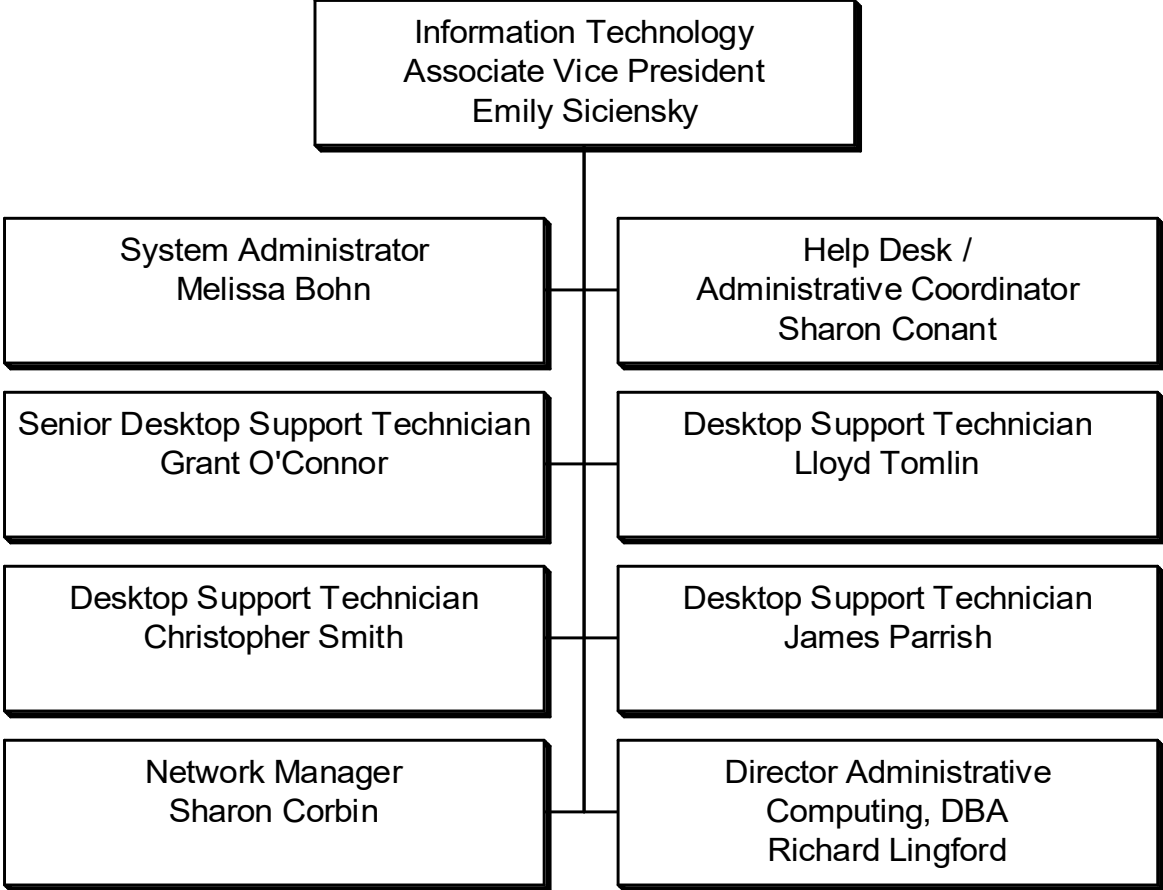 Information Technology
Associate Vice President
Emily Siciensky
System Administrator
Melissa Bohn
Help Desk /
Administrative Coordinator
Sharon Conant
Senior Desktop Support Technician
Grant O'Connor
Desktop Support Technician
Lloyd Tomlin
Desktop Support Technician
Christopher Smith
Desktop Support Technician
James Parrish
Network Manager
Sharon Corbin
Director Administrative
Computing, DBA
Richard Lingford